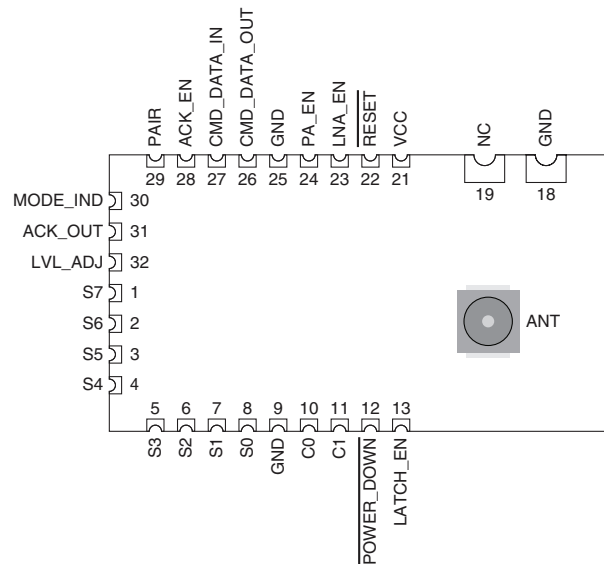 PAIR
ACK_EN
CMD_DATA_IN
CMD_DATA_OUT
GND
PA_EN
LNA_EN
RESET
VCC
NC
GND
29
28
27
26
25
24
23
22
21
19
18
MODE_IND 30
ACK_OUT 31
LVL_ADJ 32
S7 1
S6 2
S5 3
S4 4
ANT
5
6
7
8
9
10
11
12
13
S3
S2
S1
S0
GND
C0
C1
POWER_DOWN
LATCH_EN